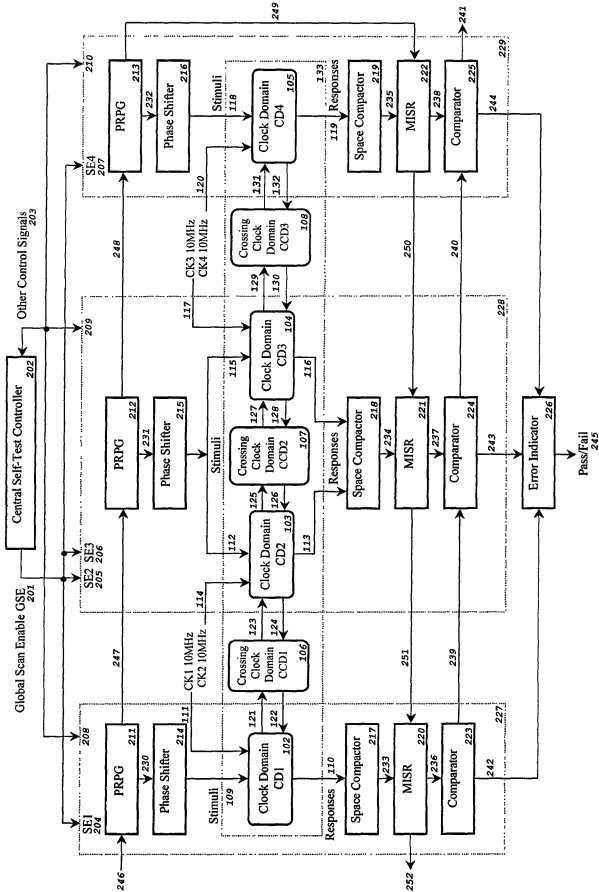 Global Scan Enable GSE
201
Central Self-Test Controller
202
Other Control Signals
203
SE1
204
208
SE2
205
SE3
206
209
SE4
207
210
246
PRPG
211
247
PRPG
212
248
PRPG
213
249
230
231
232
Phase Shifter
214
Phase Shifter
215
Phase Shifter
216
111
CK1 10MHz
CK2 10MHz
114
117
CK3 10MHz
CK4 10MHz
120
Stimuli
109
112
Stimuli
115
Stimuli
118
Clock Domain
CD1
102
121
122
Crossing
Clock
Domain
CCD1
106
123
124
Clock Domain
CD2
103
125
126
Crossing
Clock
Domain
CCD2
107
127
128
Clock Domain
CD3
104
129
130
Crossing
Clock
Domain
CCD3
108
131
132
Clock Domain
CD4
105
133
Responses
110
113
Responses
116
119
Responses
Space Compactor
217
Space Compactor
218
Space Compactor
219
233
234
235
252
MISR
220
251
MISR
221
250
MISR
222
236
237
238
Comparator
223
239
Comparator
224
240
Comparator
225
241
227
228
229
242
243
244
Error Indicator
226
Pass/Fail
245